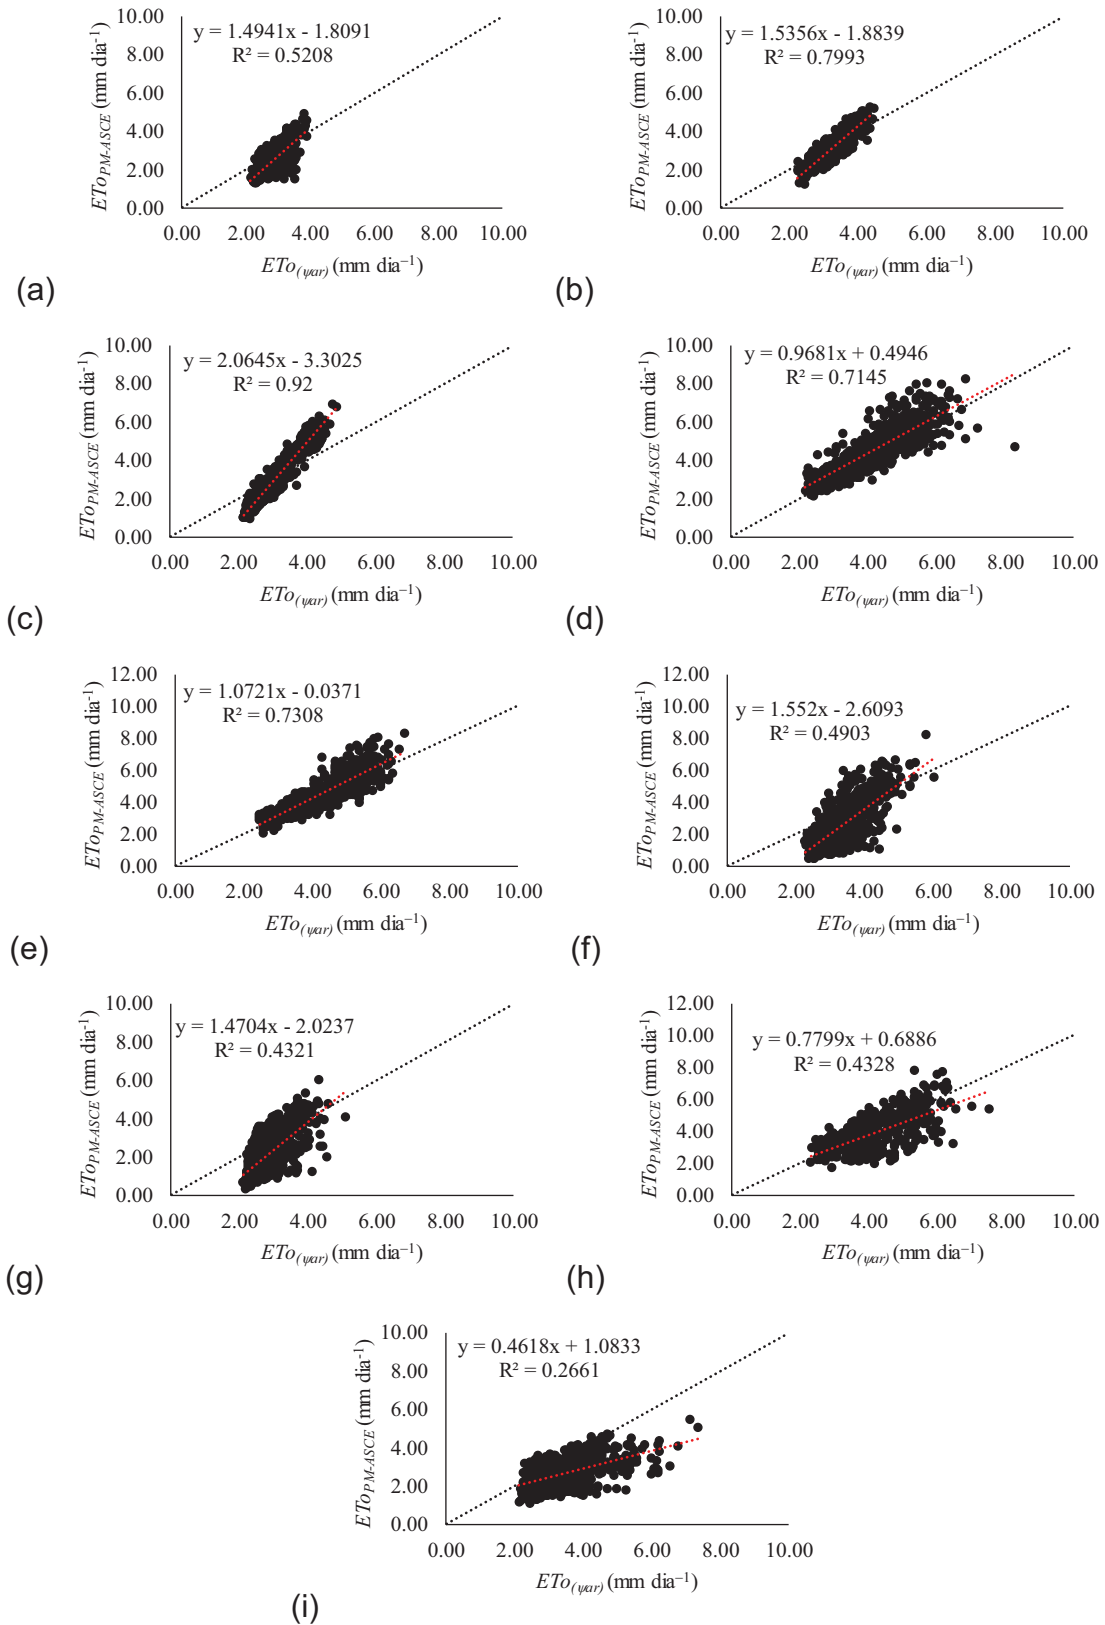 10.00
8.00
6.00
4.00
2.00
0.00
ETo_PM-ASCE (mm dia⁻¹)
y = 1.4941x - 1.8091
R² = 0.5208
0.00 2.00 4.00 6.00 8.00 10.00
ETo_(ψar) (mm dia⁻¹)
(a)
10.00
8.00
6.00
4.00
2.00
0.00
ETo_PM-ASCE (mm dia⁻¹)
y = 1.5356x - 1.8839
R² = 0.7993
0.00 2.00 4.00 6.00 8.00 10.00
ETo_(ψar) (mm dia⁻¹)
(b)
10.00
8.00
6.00
4.00
2.00
0.00
ETo_PM-ASCE (mm dia⁻¹)
y = 2.0645x - 3.3025
R² = 0.92
0.00 2.00 4.00 6.00 8.00 10.00
ETo_(ψar) (mm dia⁻¹)
(c)
10.00
8.00
6.00
4.00
2.00
0.00
ETo_PM-ASCE (mm dia⁻¹)
y = 0.9681x + 0.4946
R² = 0.7145
0.00 2.00 4.00 6.00 8.00 10.00
ETo_(ψar) (mm dia⁻¹)
(d)
12.00
10.00
8.00
6.00
4.00
2.00
0.00
ETo_PM-ASCE (mm dia⁻¹)
y = 1.0721x - 0.0371
R² = 0.7308
0.00 2.00 4.00 6.00 8.00 10.00
ETo_(ψar) (mm dia⁻¹)
(e)
12.00
10.00
8.00
6.00
4.00
2.00
0.00
ETo_PM-ASCE (mm dia⁻¹)
y = 1.552x - 2.6093
R² = 0.4903
0.00 2.00 4.00 6.00 8.00 10.00
ETo_(ψar) (mm dia⁻¹)
(f)
10.00
8.00
6.00
4.00
2.00
0.00
ETo_PM-ASCE (mm dia⁻¹)
y = 1.4704x - 2.0237
R² = 0.4321
0.00 2.00 4.00 6.00 8.00 10.00
ETo_(ψar) (mm dia⁻¹)
(g)
12.00
10.00
8.00
6.00
4.00
2.00
0.00
ETo_PM-ASCE (mm dia⁻¹)
y = 0.7799x + 0.6886
R² = 0.4328
0.00 2.00 4.00 6.00 8.00 10.00
ETo_(ψar) (mm dia⁻¹)
(h)
10.00
8.00
6.00
4.00
2.00
0.00
ETo_PM-ASCE (mm dia⁻¹)
y = 0.4618x + 1.0833
R² = 0.2661
0.00 2.00 4.00 6.00 8.00 10.00
ETo_(ψar) (mm dia⁻¹)
(i)